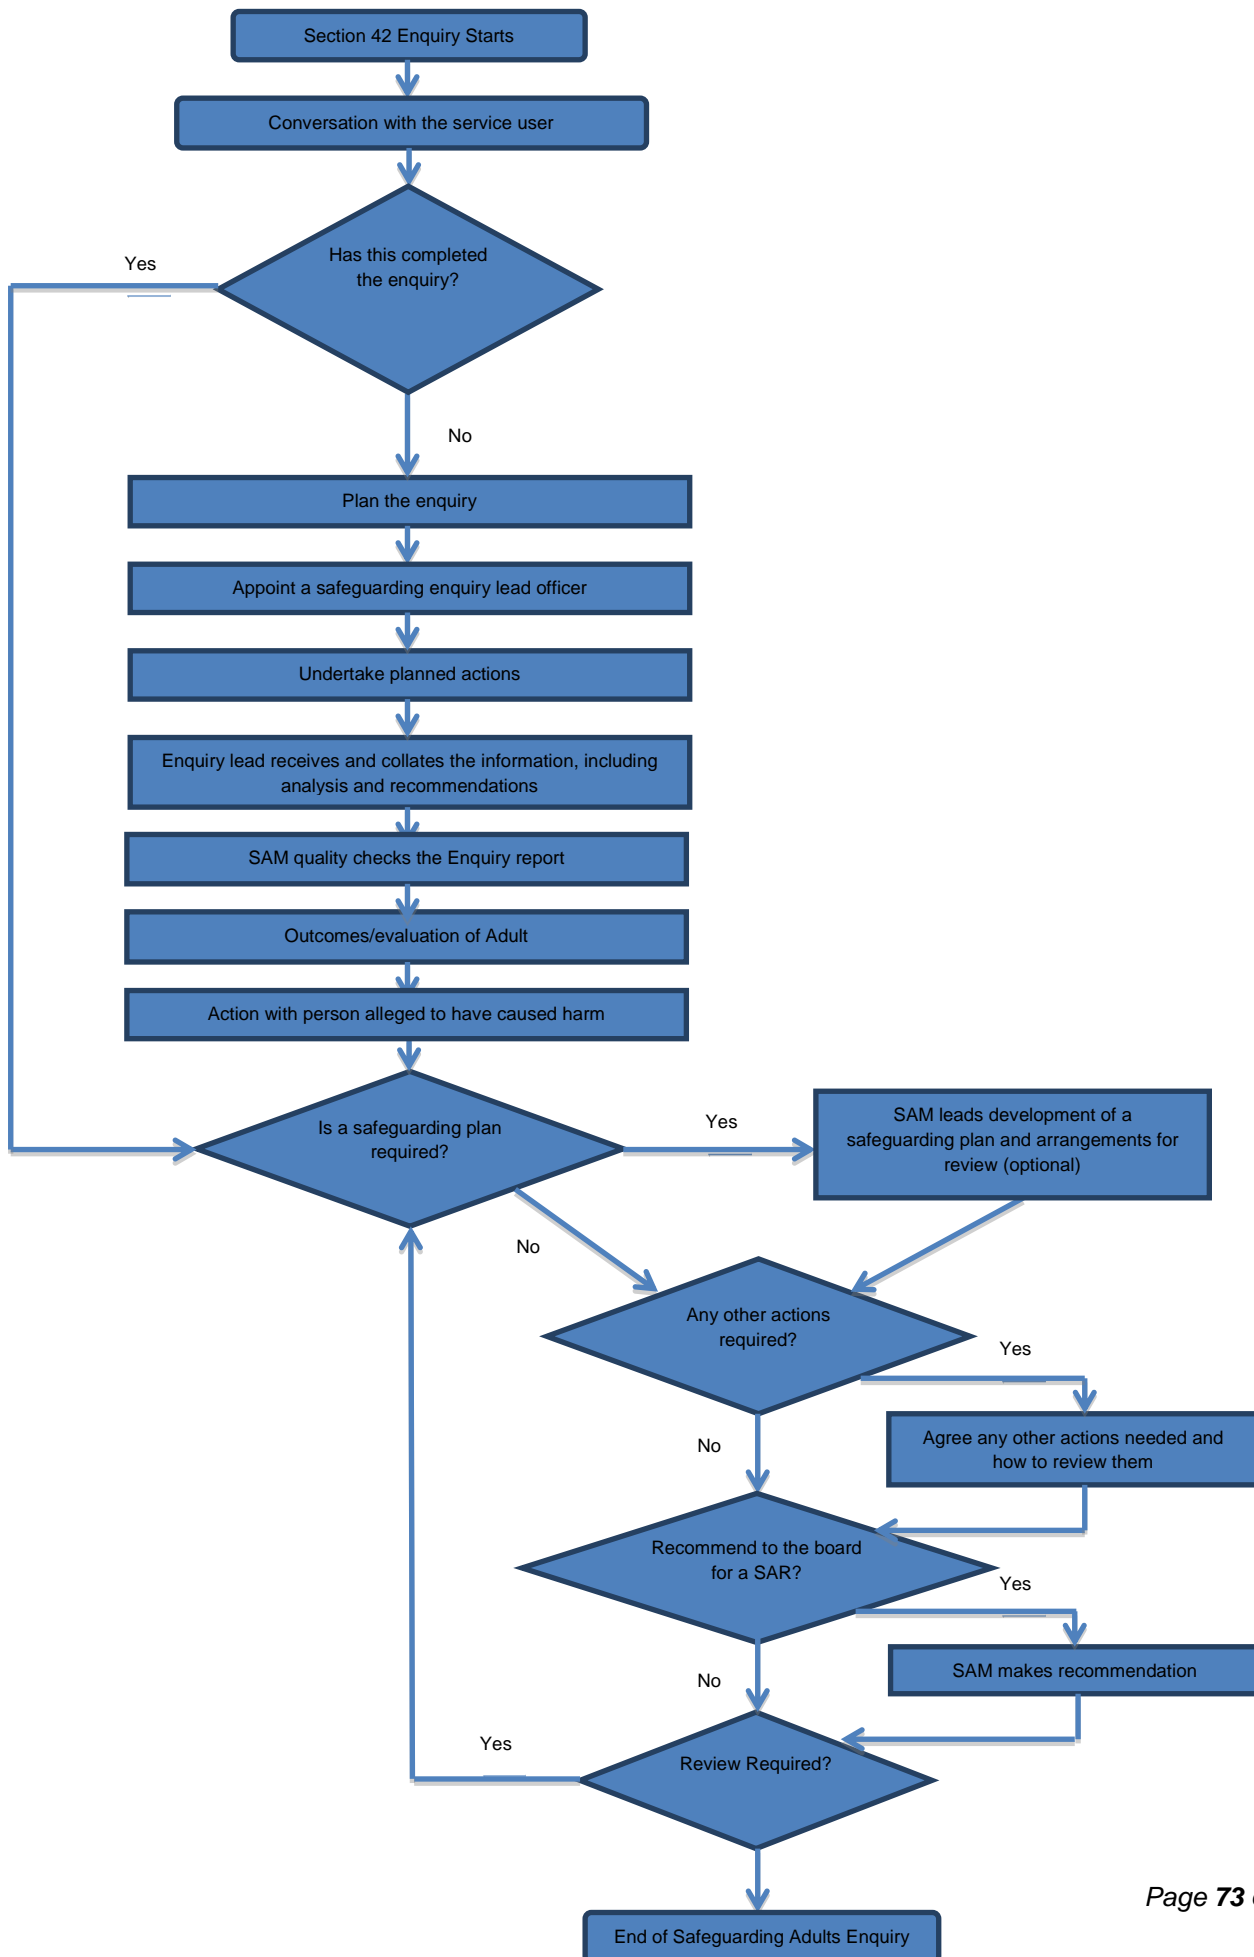 Section 42 Enquiry Starts
Conversation with the service user
Has this completed
the enquiry?
Yes
No
Plan the enquiry
Appoint a safeguarding enquiry lead officer
Undertake planned actions
Enquiry lead receives and collates the information, including
analysis and recommendations
SAM quality checks the Enquiry report
Outcomes/evaluation of Adult
Action with person alleged to have caused harm
Is a safeguarding plan
required?
Yes
SAM leads development of a
safeguarding plan and arrangements for
review (optional)
No
Any other actions
required?
Yes
No
Agree any other actions needed and
how to review them
Recommend to the board
for a SAR?
Yes
No
SAM makes recommendation
Review Required?
Yes
End of Safeguarding Adults Enquiry
Page 73